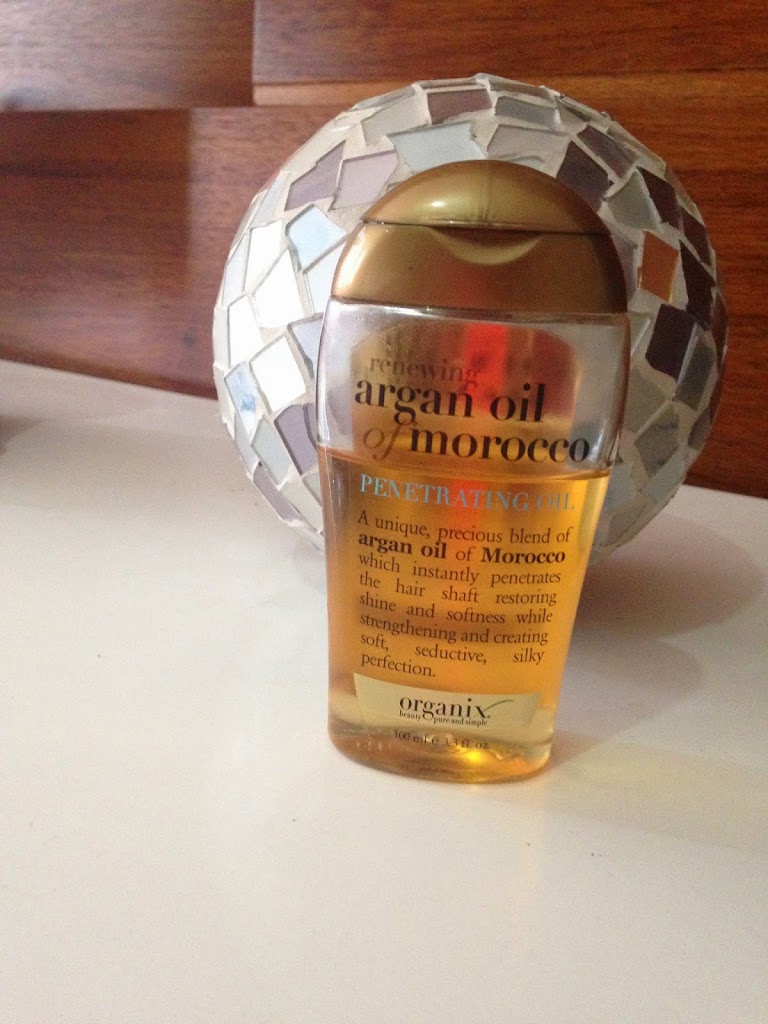 renewing
argan oil
of morocco
PENETRATING OIL
A unique, precious blend of
argan oil of Morocco
which instantly penetrates
the hair shaft restoring
shine and softness while
strengthening and creating
soft, seductive, silky
perfection.
organix
beauty pure and simple
100 ml e 3.3 fl. oz.